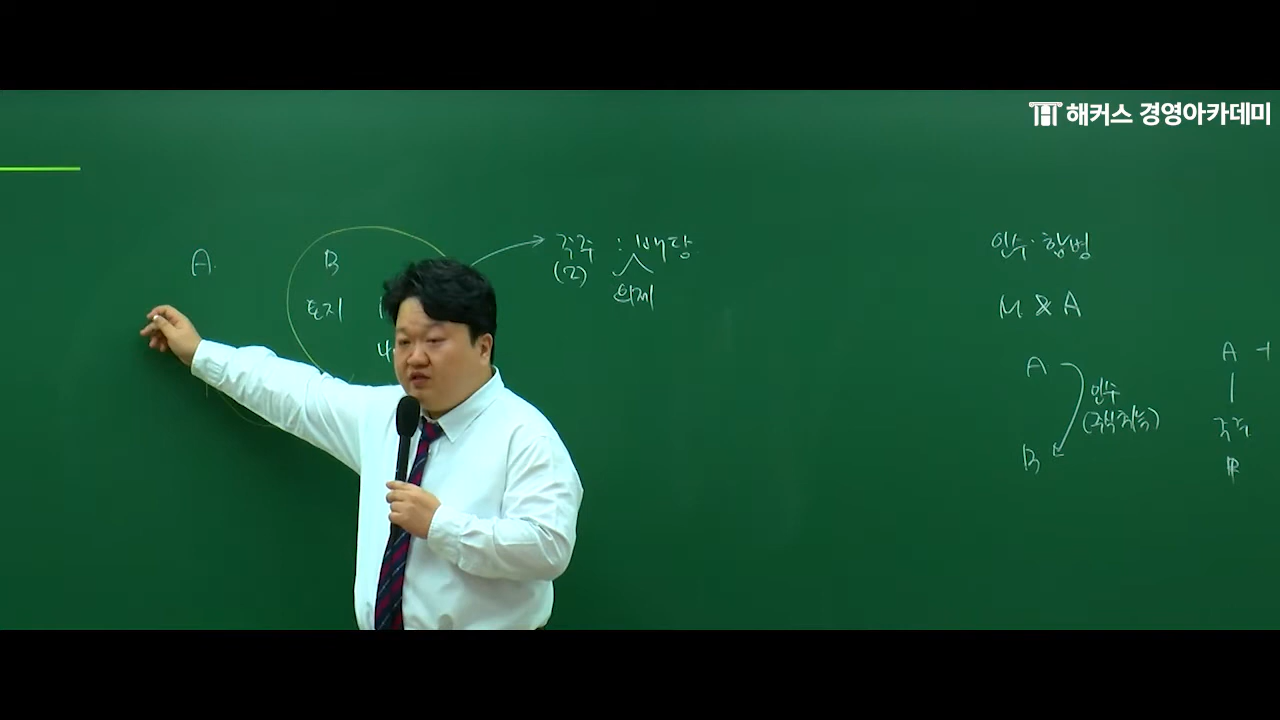 해커스 경영아카데미
A
B
토지
주주 : 배당
(2)
의제
인수·합병
M & A
A
인수
(주식취득)
B
A +
주주